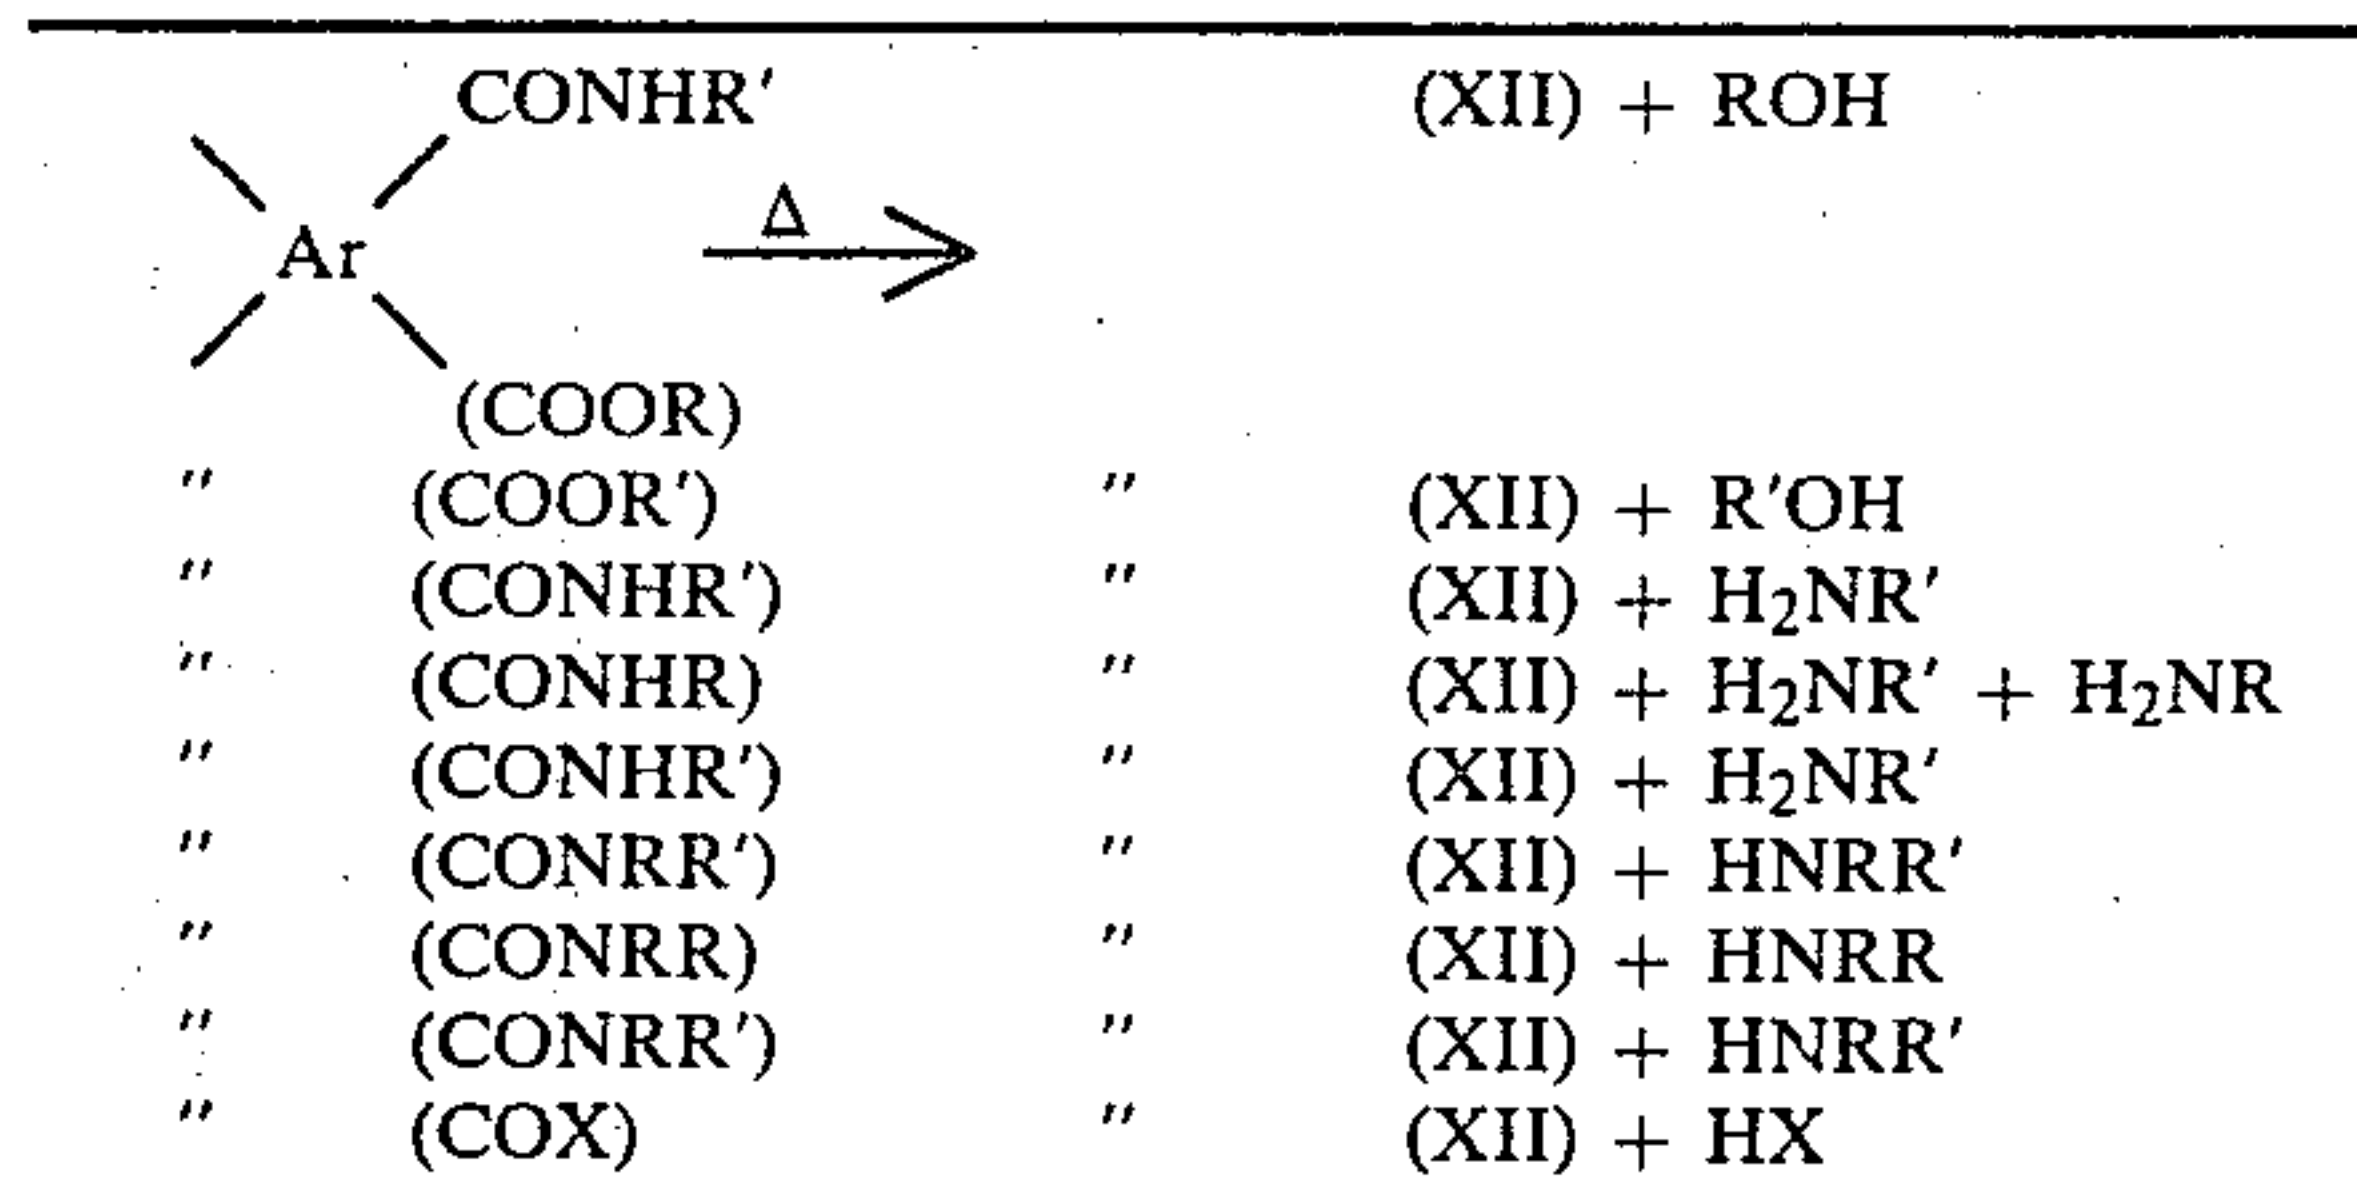 CONHR′ (XII) + ROH
Δ
Ar
(COOR)
″ (COOR′) ″ (XII) + R′OH
″ (CONHR′) ″ (XII) + H₂NR′
″ (CONHR) ″ (XII) + H₂NR′ + H₂NR
″ (CONHR′) ″ (XII) + H₂NR′
″ (CONRR′) ″ (XII) + HNRR′
″ (CONRR) ″ (XII) + HNRR
″ (CONRR′) ″ (XII) + HNRR′
″ (COX) ″ (XII) + HX